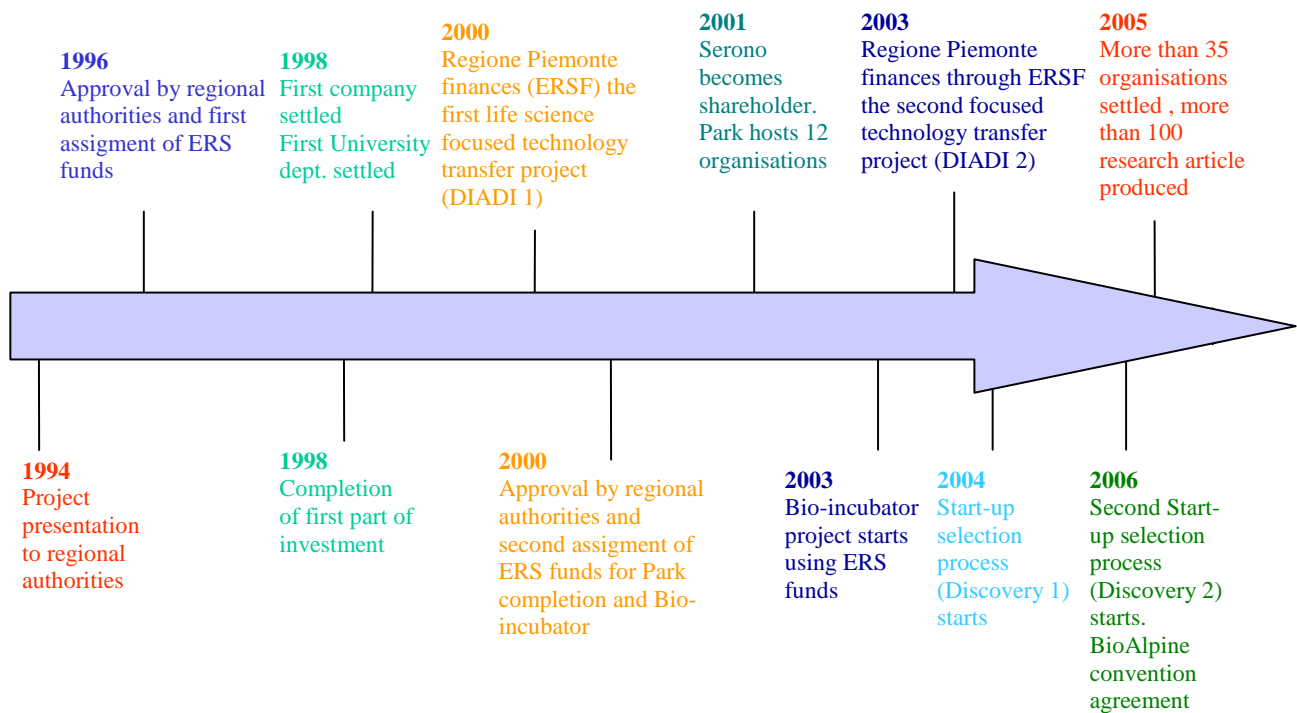 1996
Approval by regional
authorities and first
assigment of ERS
funds
1998
First company
settled
First University
dept. settled
2000
Regione Piemonte
finances (ERSF) the
first life science
focused technology
transfer project
(DIADI 1)
2001
Serono
becomes
shareholder.
Park hosts 12
organisations
2003
Regione Piemonte
finances through ERSF
the second focused
technology transfer
project (DIADI 2)
2005
More than 35
organisations
settled , more
than 100
research article
produced
1994
Project
presentation
to regional
authorities
1998
Completion
of first part of
investment
2000
Approval by regional
authorities and
second assigment of
ERS funds for Park
completion and Bio-
incubator
2003
Bio-incubator
project starts
using ERS
funds
2004
Start-up
selection
process
(Discovery 1)
starts
2006
Second Start-
up selection
process
(Discovery 2)
starts.
BioAlpine
convention
agreement